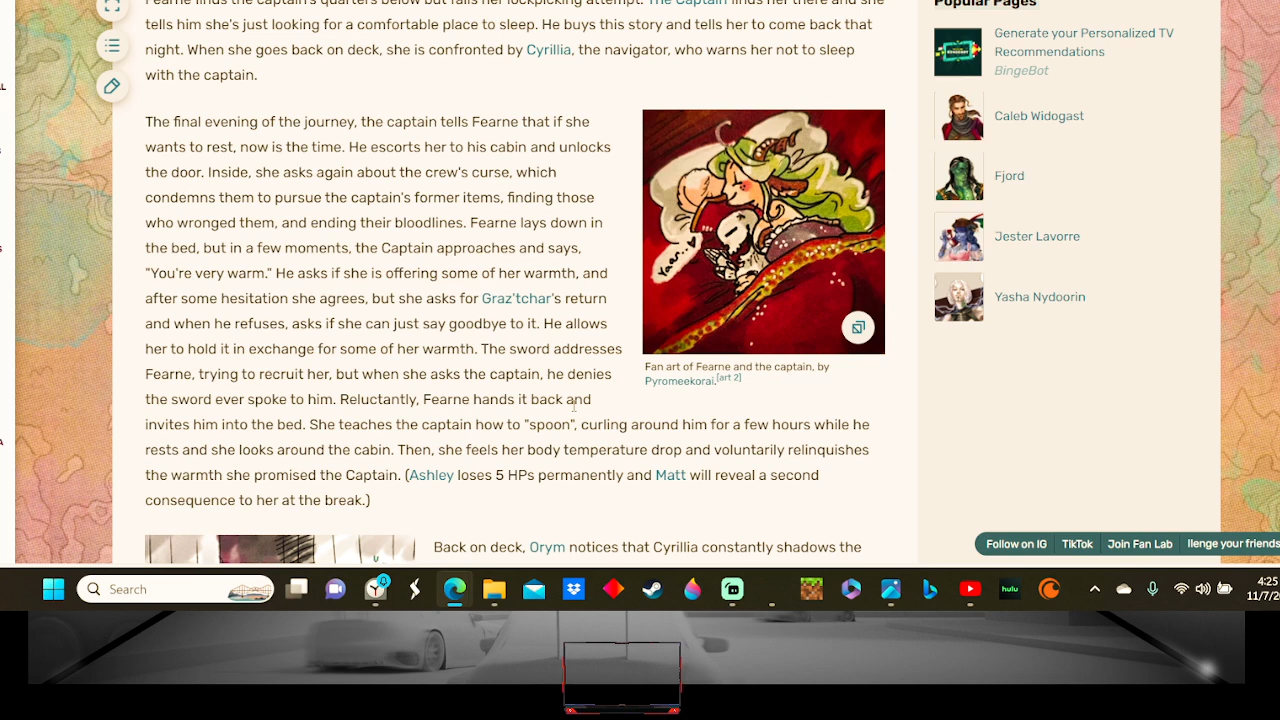 Fearne finds the captain's quarters below but fails her lockpicking attempt. The Captain finds her there and she
tells him she's just looking for a comfortable place to sleep. He buys this story and tells her to come back that
night. When she goes back on deck, she is confronted by Cyrillia, the navigator, who warns her not to sleep
with the captain.
The final evening of the journey, the captain tells Fearne that if she
wants to rest, now is the time. He escorts her to his cabin and unlocks
the door. Inside, she asks again about the crew's curse, which
condemns them to pursue the captain's former items, finding those
who wronged them, and ending their bloodlines. Fearne lays down in
the bed, but in a few moments, the Captain approaches and says,
"You're very warm." He asks if she is offering some of her warmth, and
after some hesitation she agrees, but she asks for Graz'tchar's return
and when he refuses, asks if she can just say goodbye to it. He allows
her to hold it in exchange for some of her warmth. The sword addresses
Fearne, trying to recruit her, but when she asks the captain, he denies
the sword ever spoke to him. Reluctantly, Fearne hands it back and
invites him into the bed. She teaches the captain how to "spoon", curling around him for a few hours while he
rests and she looks around the cabin. Then, she feels her body temperature drop and voluntarily relinquishes
the warmth she promised the Captain. (Ashley loses 5 HPs permanently and Matt will reveal a second
consequence to her at the break.)
Yaar..
Fan art of Fearne and the captain, by
Pyromeekorai.[art 2]
Back on deck, Orym notices that Cyrillia constantly shadows the
Popular Pages
Generate your Personalized TV
Recommendations
BingeBot
Caleb Widogast
Fjord
Jester Lavorre
Yasha Nydoorin
Follow on IG
TikTok
Join Fan Lab
llenge your friends
Search
2
hulu
4:25
11/7/2